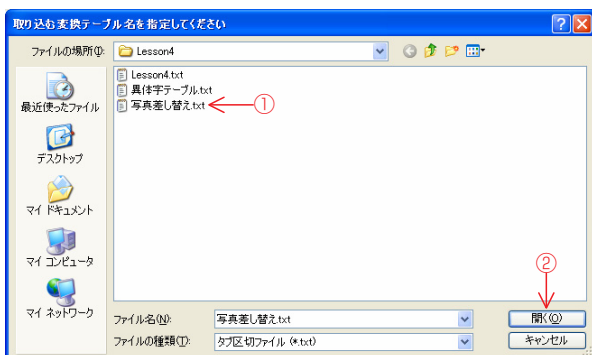 取り込む変換テーブル名を指定してください
ファイルの場所(I):
Lesson4
Lesson4.txt
異体字テーブル.txt
写真差し替え.txt
①
最近使ったファイル
デスクトップ
マイ ドキュメント
マイ コンピュータ
マイ ネットワーク
②
ファイル名(N):
写真差し替え.txt
開く(O)
ファイルの種類(T):
タブ区切ファイル (*.txt)
キャンセル